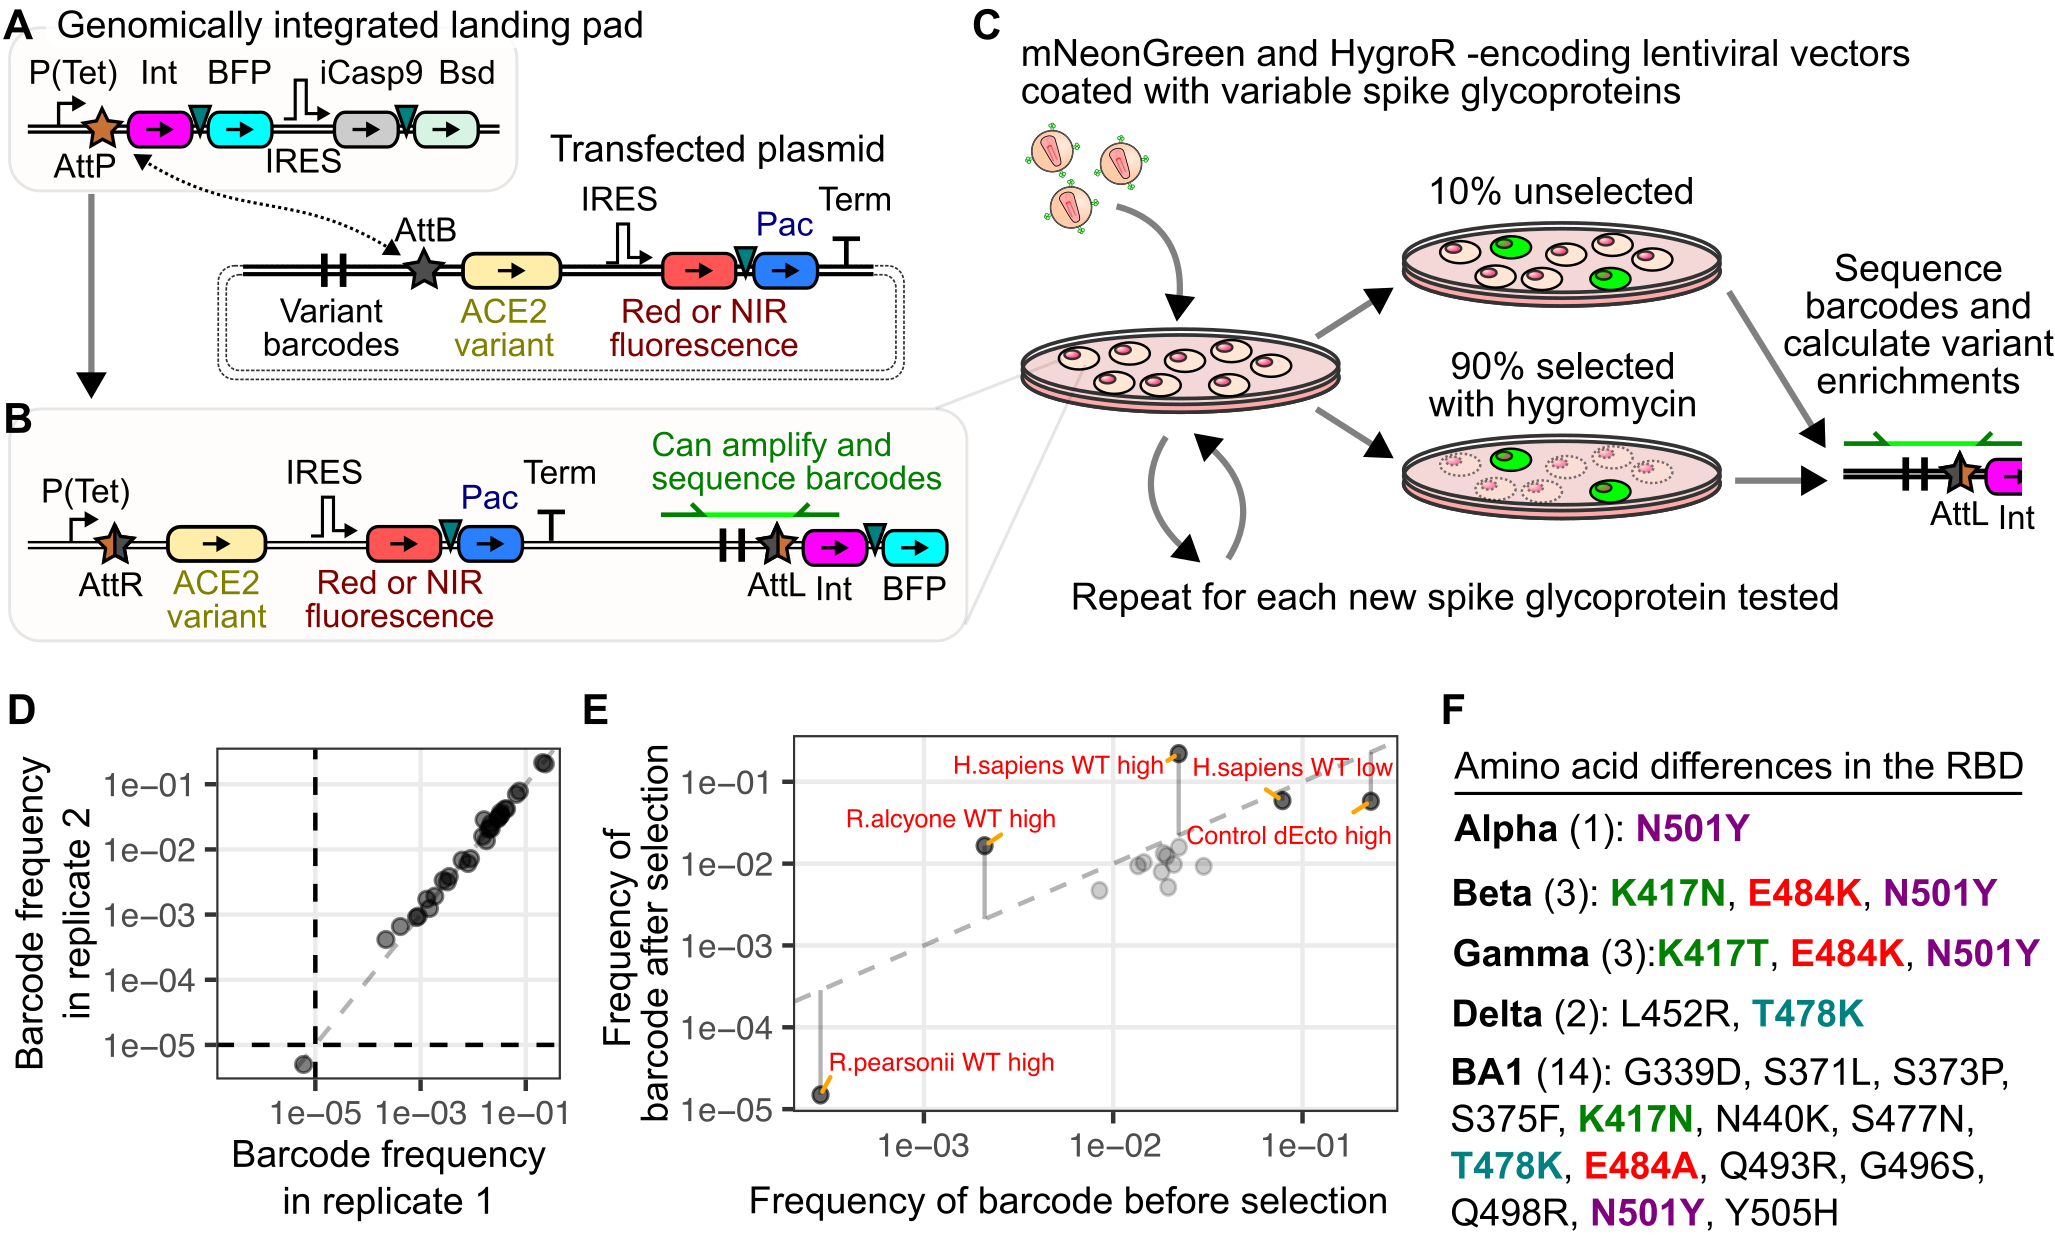 A Genomically integrated landing pad
P(Tet) Int BFP iCasp9 Bsd
AttP
IRES
Transfected plasmid
IRES
Term
Pac
AttB
Variant
barcodes
ACE2
variant
Red or NIR
fluorescence
B
Can amplify and
sequence barcodes
P(Tet)
IRES
Pac
Term
AttR
ACE2
variant
Red or NIR
fluorescence
AttL Int BFP
C
mNeonGreen and HygroR -encoding lentiviral vectors
coated with variable spike glycoproteins
10% unselected
90% selected
with hygromycin
Sequence
barcodes and
calculate variant
enrichments
AttL Int
Repeat for each new spike glycoprotein tested
D
Barcode frequency
in replicate 2
1e−01
1e−02
1e−03
1e−04
1e−05
1e−05 1e−03 1e−01
Barcode frequency
in replicate 1
E
Frequency of
barcode after selection
1e−01
1e−02
1e−03
1e−04
1e−05
H.sapiens WT high
H.sapiens WT low
R.alcyone WT high
Control dEcto high
R.pearsonii WT high
1e−03 1e−02 1e−01
Frequency of barcode before selection
F
Amino acid differences in the RBD
Alpha (1): N501Y
Beta (3): K417N, E484K, N501Y
Gamma (3):K417T, E484K, N501Y
Delta (2): L452R, T478K
BA1 (14): G339D, S371L, S373P,
S375F, K417N, N440K, S477N,
T478K, E484A, Q493R, G496S,
Q498R, N501Y, Y505H